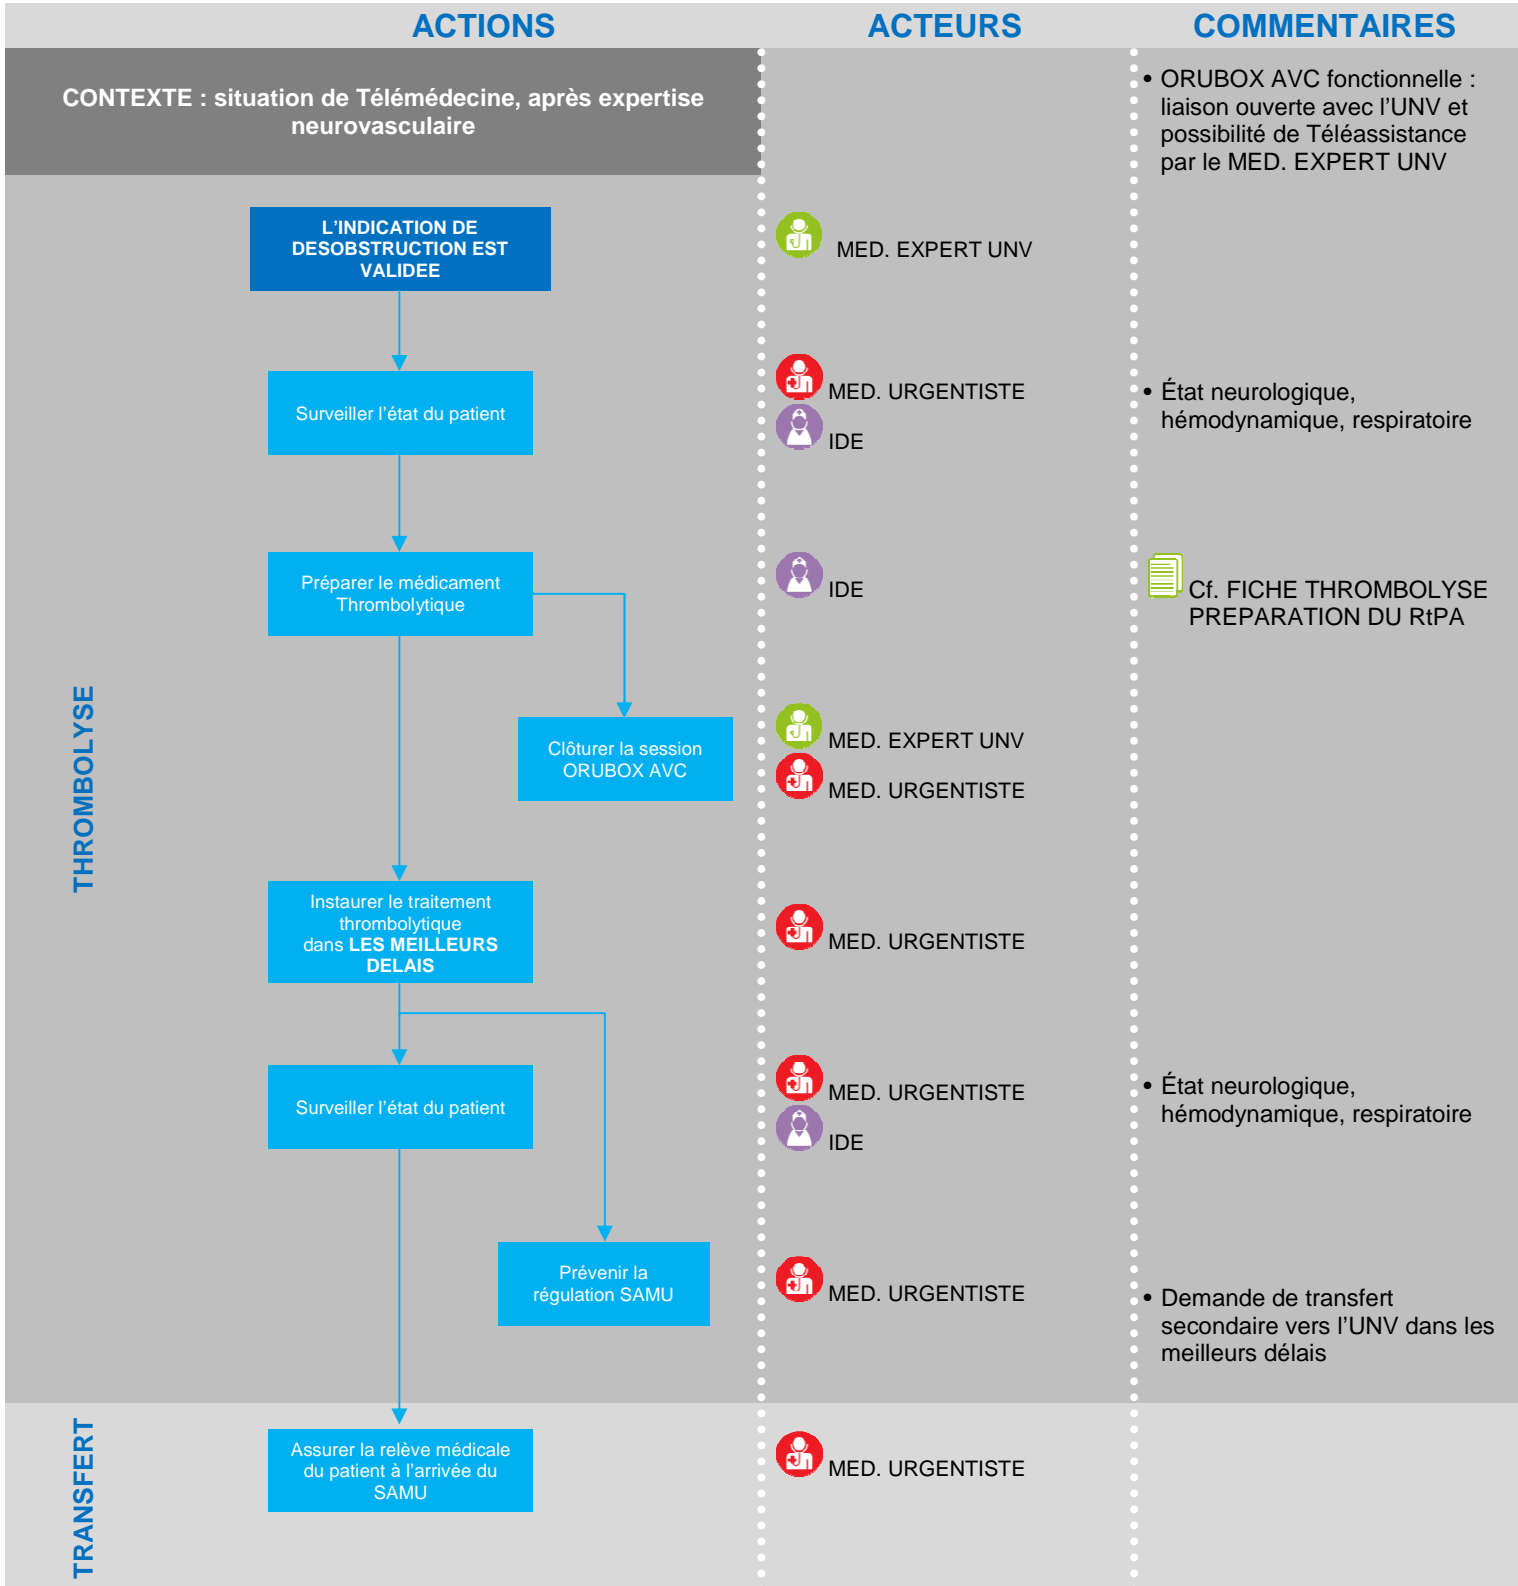 ACTIONS
ACTEURS
COMMENTAIRES
CONTEXTE : situation de Télémédecine, après expertise
neurovasculaire
• ORUBOX AVC fonctionnelle :
liaison ouverte avec l'UNV et
possibilité de Téléassistance
par le MED. EXPERT UNV
THROMBOLYSE
L'INDICATION DE
DESOBSTRUCTION EST
VALIDEE
MED. EXPERT UNV
Surveiller l'état du patient
MED. URGENTISTE
IDE
• État neurologique,
hémodynamique, respiratoire
Préparer le médicament
Thrombolytique
IDE
Cf. FICHE THROMBOLYSE
PREPARATION DU RtPA
Clôturer la session
ORUBOX AVC
MED. EXPERT UNV
MED. URGENTISTE
Instaurer le traitement
thrombolytique
dans LES MEILLEURS
DELAIS
MED. URGENTISTE
Surveiller l'état du patient
MED. URGENTISTE
IDE
• État neurologique,
hémodynamique, respiratoire
Prévenir la
régulation SAMU
MED. URGENTISTE
• Demande de transfert
secondaire vers l'UNV dans les
meilleurs délais
TRANSFERT
Assurer la relève médicale
du patient à l'arrivée du
SAMU
MED. URGENTISTE